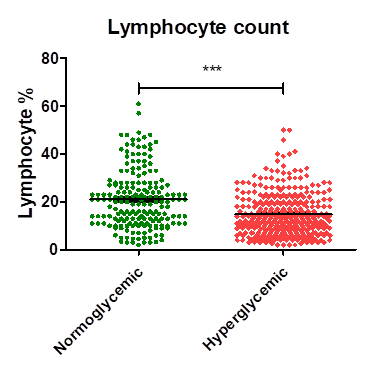 Lymphocyte count
***
Lymphocyte %
80
60
40
20
0
Normoglycemic
Hyperglycemic